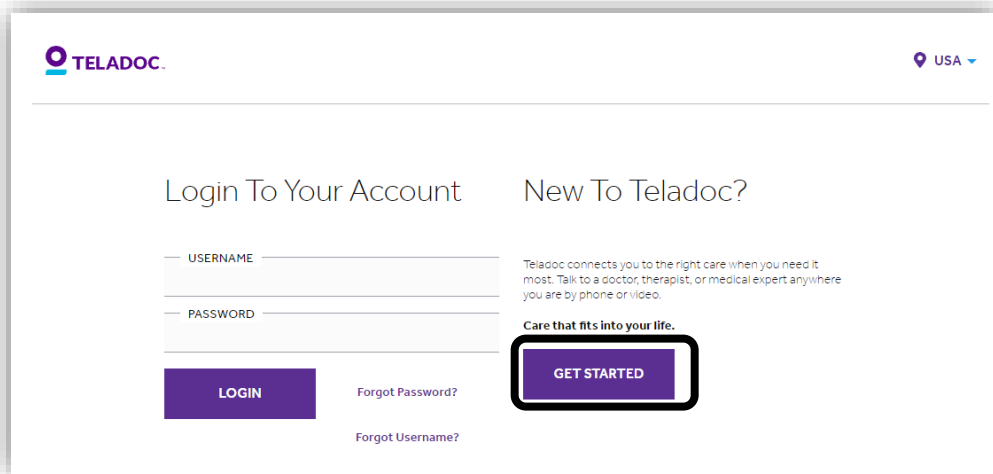 TELADOC™
USA
Login To Your Account
USERNAME
PASSWORD
LOGIN
Forgot Password?
Forgot Username?
New To Teladoc?
Teladoc connects you to the right care when you need it
most. Talk to a doctor, therapist, or medical expert anywhere
you are by phone or video.
Care that fits into your life.
GET STARTED